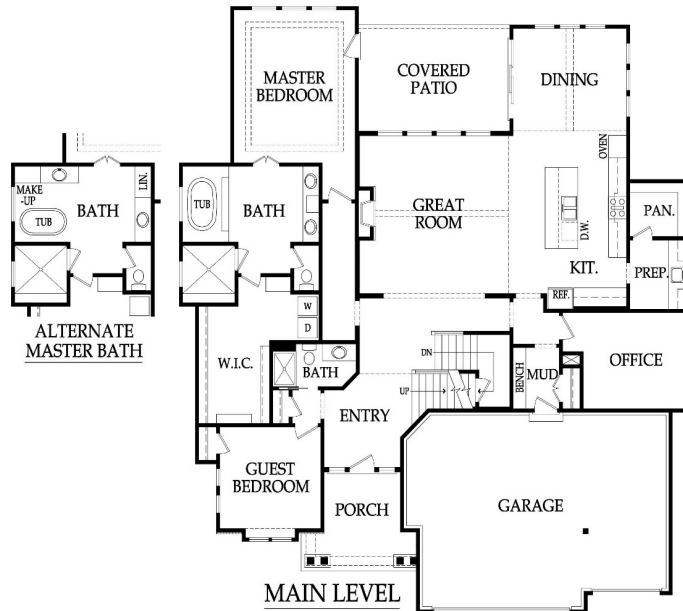 MASTER
BEDROOM
COVERED
PATIO
DINING
OVEN
MAKE
-UP
LIN.
BATH
TUB
TUB
BATH
GREAT
ROOM
D.W.
PAN.
KIT.
PREP.
REF.
ALTERNATE
MASTER BATH
W
D
W.I.C.
BATH
DN
UP
BENCH
MUD
OFFICE
ENTRY
GUEST
BEDROOM
PORCH
GARAGE
MAIN LEVEL